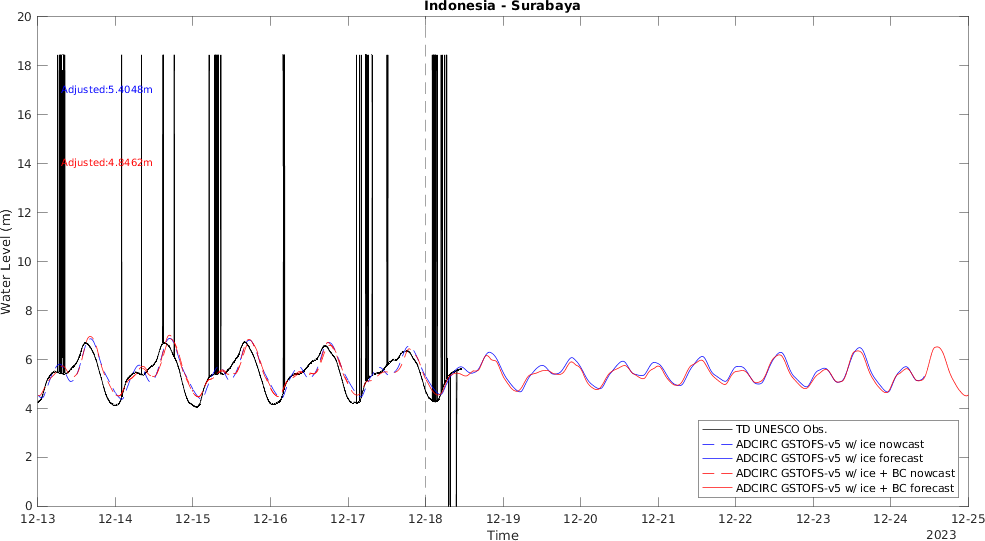 Indonesia - Surabaya
20
18
16
14
12
10
8
6
4
2
0
Water Level (m)
Adjusted:5.4048m
Adjusted:4.8462m
TD UNESCO Obs.
ADCIRC GSTOFS-v5 w/ ice nowcast
ADCIRC GSTOFS-v5 w/ ice forecast
ADCIRC GSTOFS-v5 w/ ice + BC nowcast
ADCIRC GSTOFS-v5 w/ ice + BC forecast
12-13 12-14 12-15 12-16 12-17 12-18 12-19 12-20 12-21 12-22 12-23 12-24 12-25
Time
2023